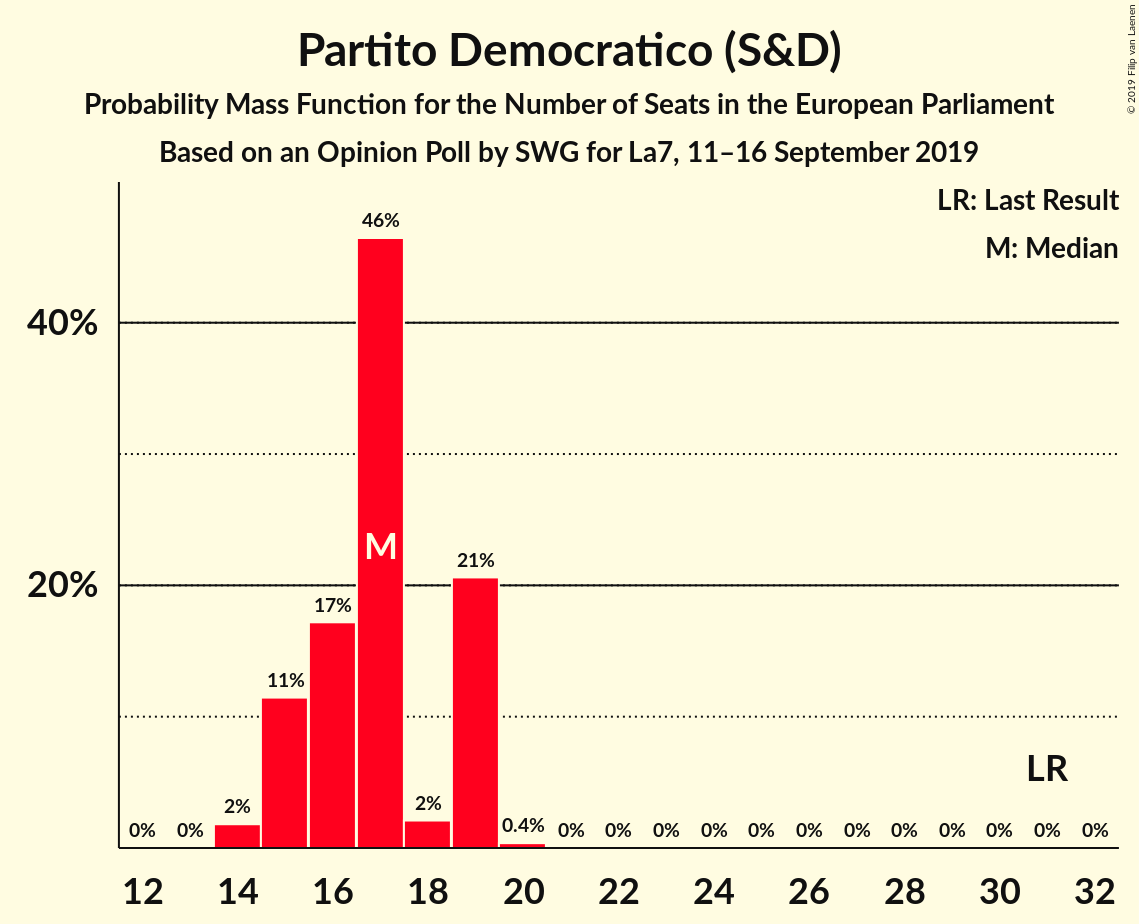 Partito Democratico (S&D)
Probability Mass Function for the Number of Seats in the European Parliament
Based on an Opinion Poll by SWG for La7, 11–16 September 2019
© 2019 Filip van Laenen
LR: Last Result
M: Median
46%
40%
M
21%
20%
17%
11%
LR
0% 0% 2% 2% 0.4% 0% 0% 0% 0% 0% 0% 0% 0% 0% 0% 0% 0%
12 14 16 18 20 22 24 26 28 30 32